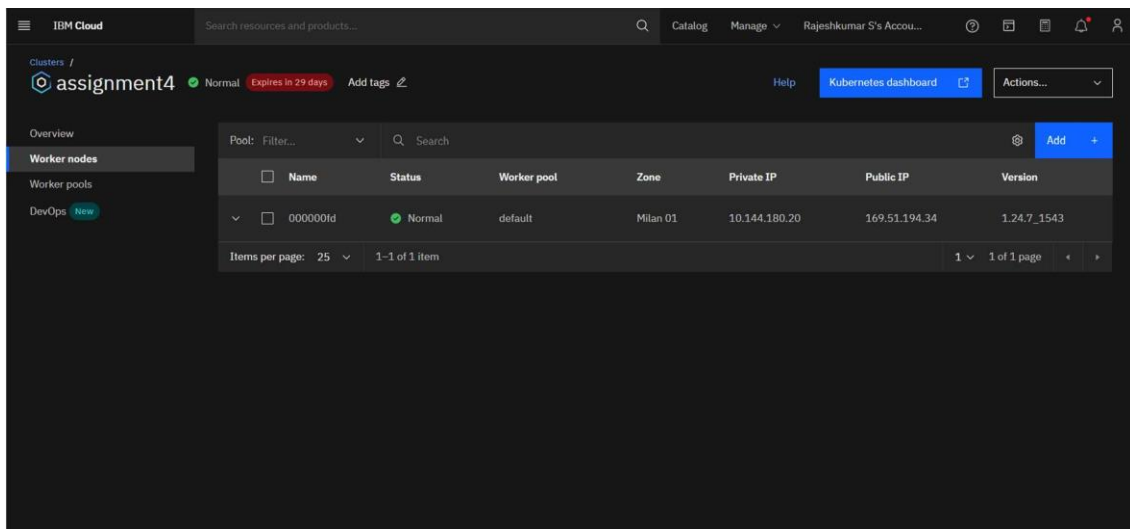 IBM Cloud Search resources and products... Catalog Manage Rajeshkumar S's Accou...
Clusters /
assignment4 Normal Expires in 29 days Add tags Help Kubernetes dashboard Actions...
Overview
Worker nodes
Worker pools
DevOps New
Pool: Filter... Search Add +
Name Status Worker pool Zone Private IP Public IP Version
000000fd Normal default Milan 01 10.144.180.20 169.51.194.34 1.24.7_1543
Items per page: 25 1–1 of 1 item 1 1 of 1 page